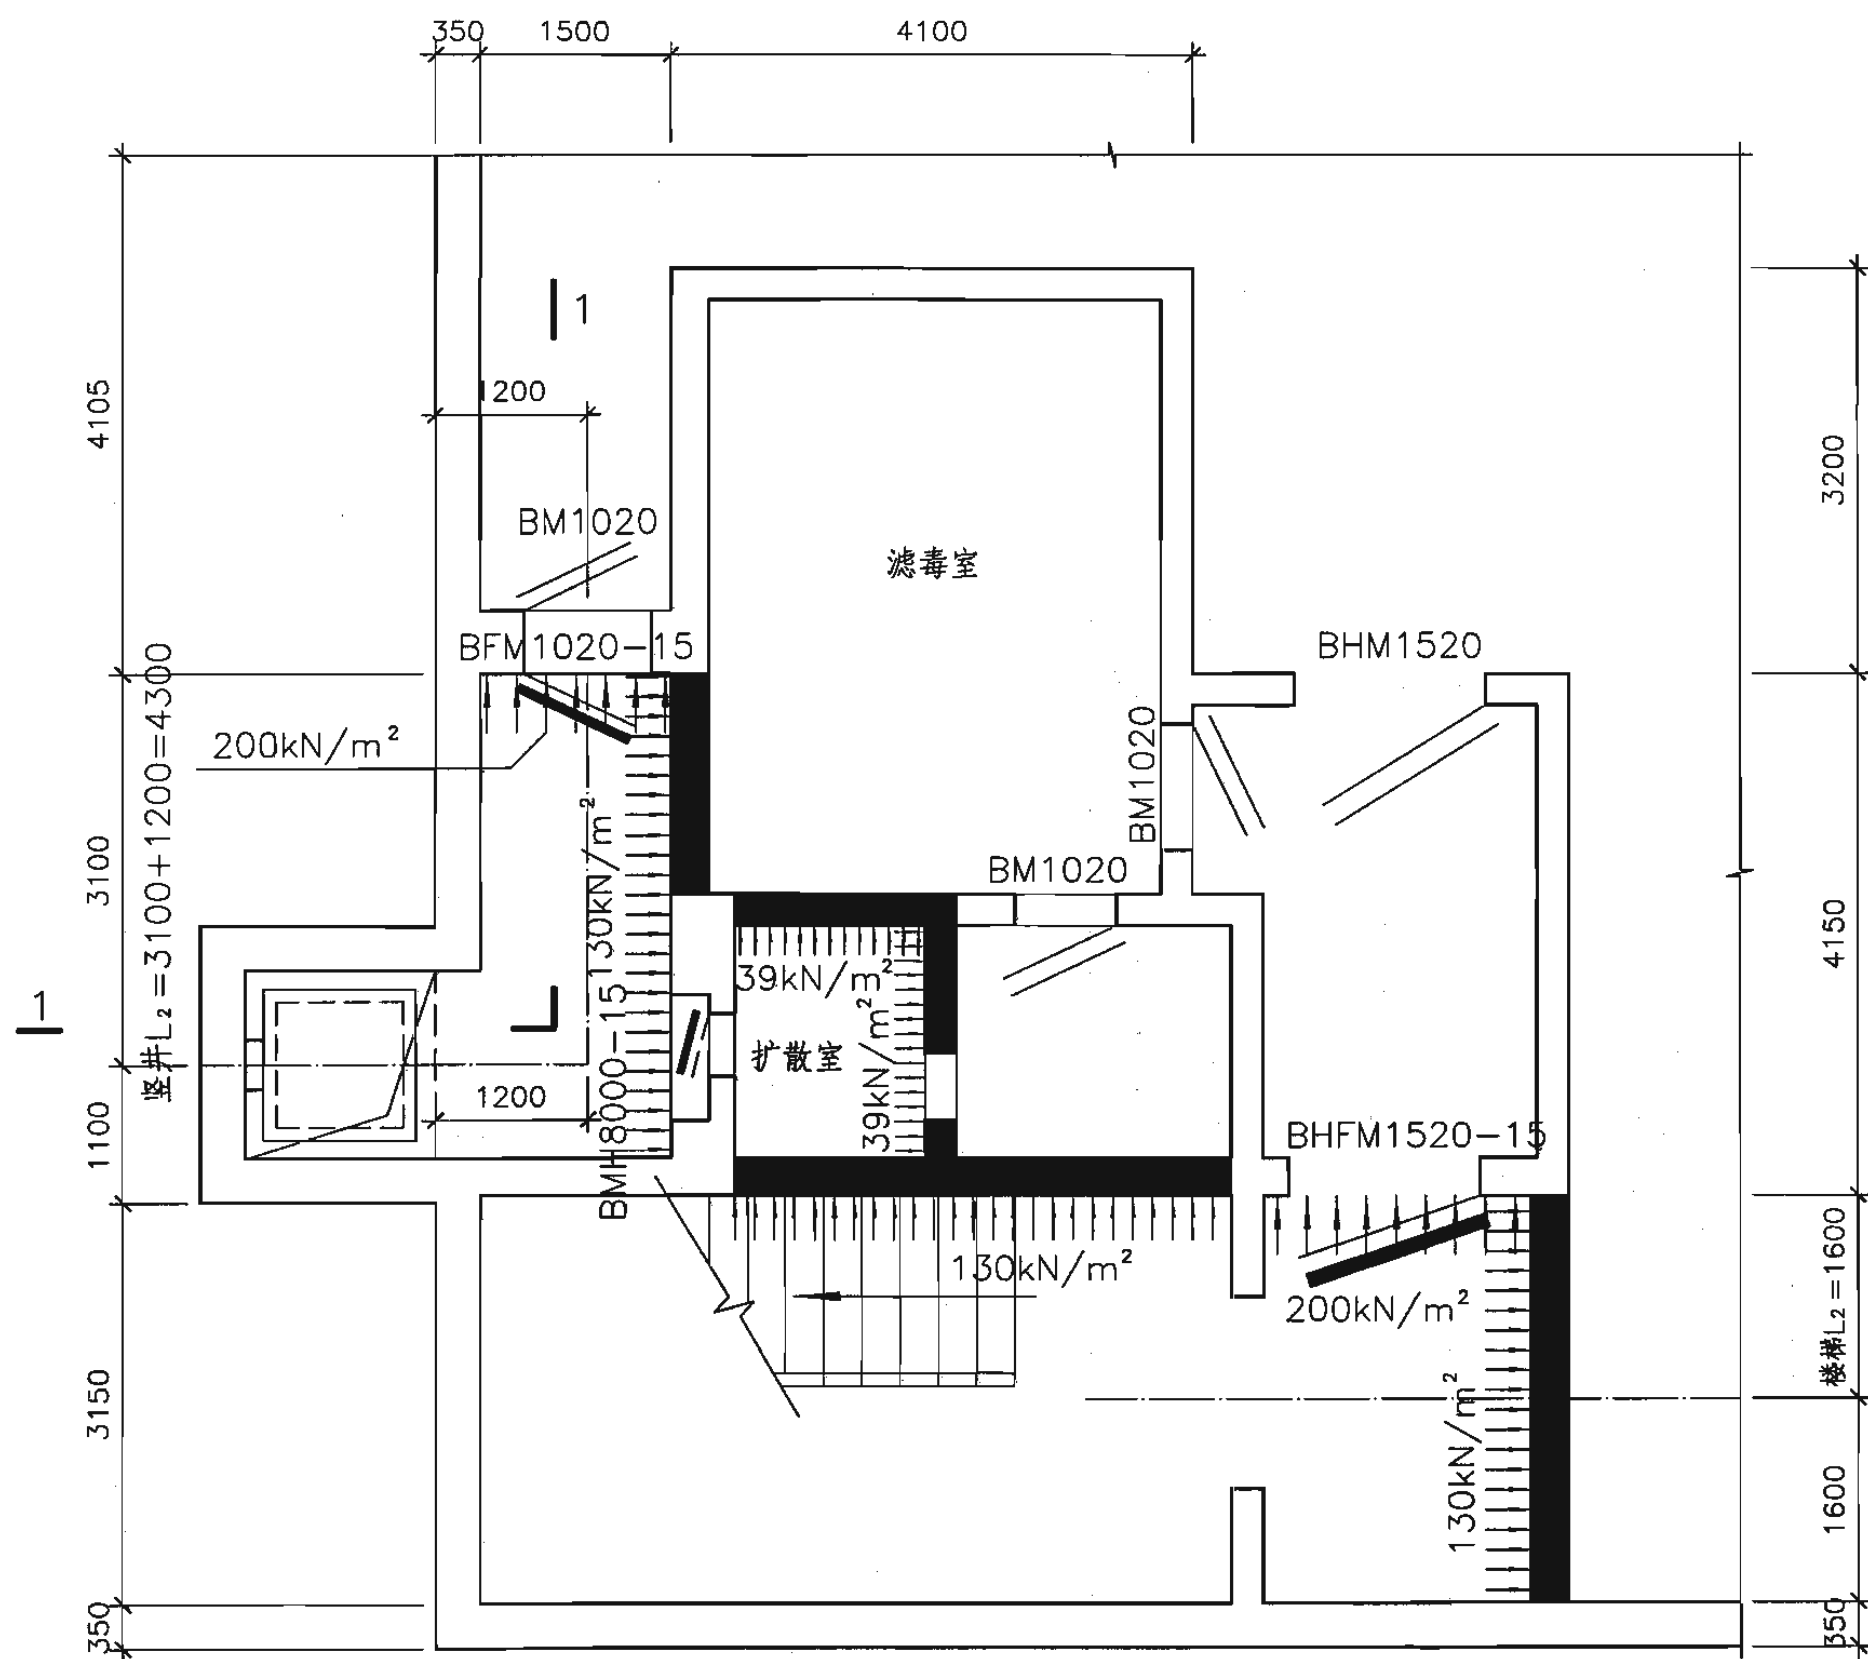 350
1500
4100
1
1200
4105
3200
BM1020
滤毒室
BFM1020-15
BHM1520
200kN/m²
竖井L₂=3100+1200=4300
3100
130kN/m²
BM1020
BM1020
4150
39kN/m²
1
扩散室
39kN/m²
1200
BMH8000-15
1100
BHFM1520-15
130kN/m²
200kN/m²
楼梯L₂=1600
3150
130kN/m²
1600
350
350